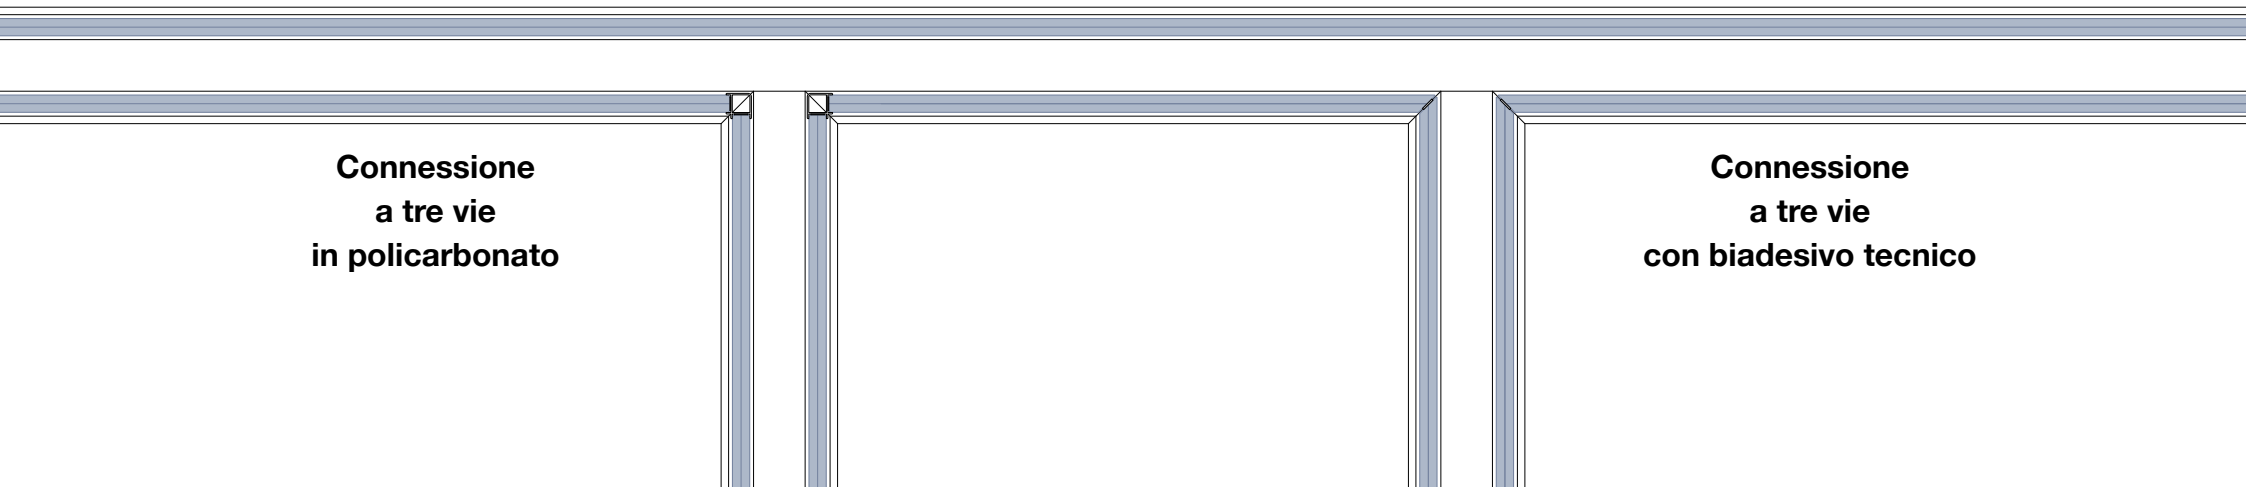 Connessione
a tre vie
in policarbonato
Connessione
a tre vie
con biadesivo tecnico